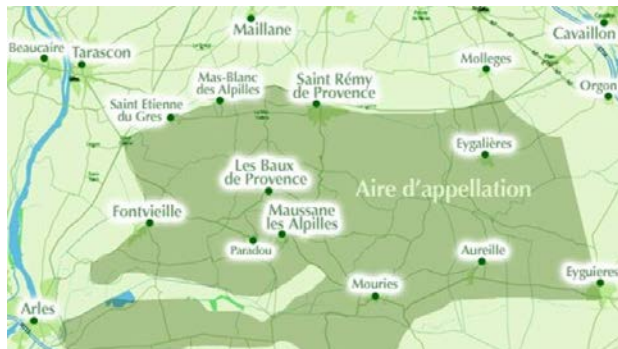 Maillane
Cavaillon
Beaucaire
Tarascon
Molleges
Mas-Blanc
des Alpilles
Saint Rémy
de Provence
Orgon
Saint Etienne
du Gres
Eygalières
Les Baux
de Provence
Aire d'appellation
Fontvieille
Maussane
les Alpilles
Paradou
Aureille
Mouries
Eyguieres
Arles